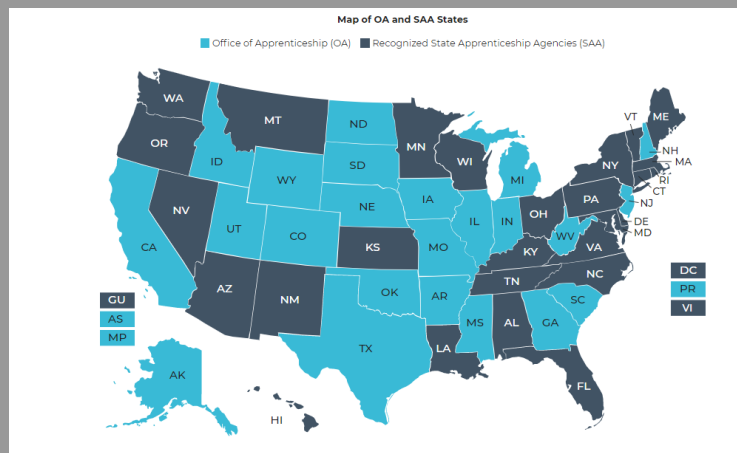 Map of OA and SAA States
Office of Apprenticeship (OA) Recognized State Apprenticeship Agencies (SAA)
WA
MT
ND
MN
VT
ME
OR
ID
SD
WI
NH
MA
WY
MI
NY
RI
CT
NE
IA
PA
NJ
NV
IL
IN
OH
DE
MD
UT
CO
KS
MO
WV
VA
CA
KY
NC
AZ
NM
OK
AR
TN
SC
MS
AL
GA
TX
LA
FL
GU
AS
MP
DC
PR
VI
AK
HI